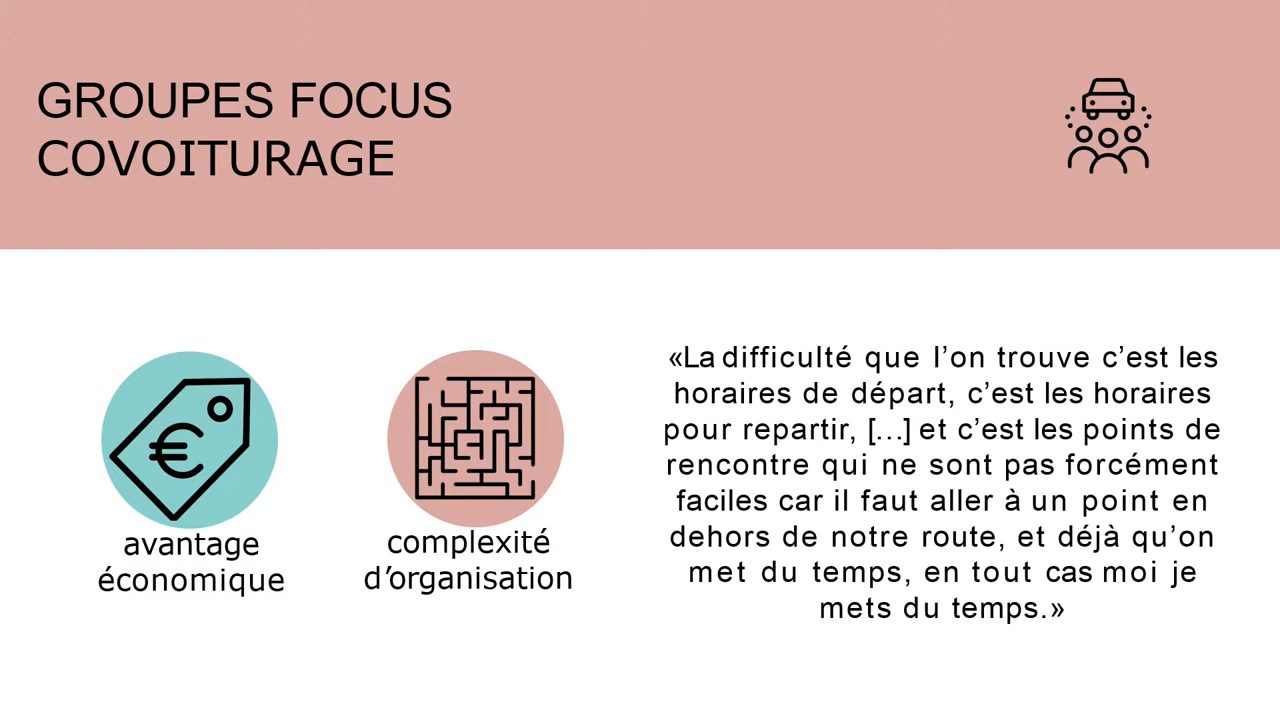 GROUPES FOCUS
COVOITURAGE
€
avantage
économique
complexité
d’organisation
«La difficulté que l’on trouve c’est les
horaires de départ, c’est les horaires
pour repartir, [...] et c’est les points de
rencontre qui ne sont pas forcément
faciles car il faut aller à un point en
dehors de notre route, et déjà qu’on
met du temps, en tout cas moi je
mets du temps.»